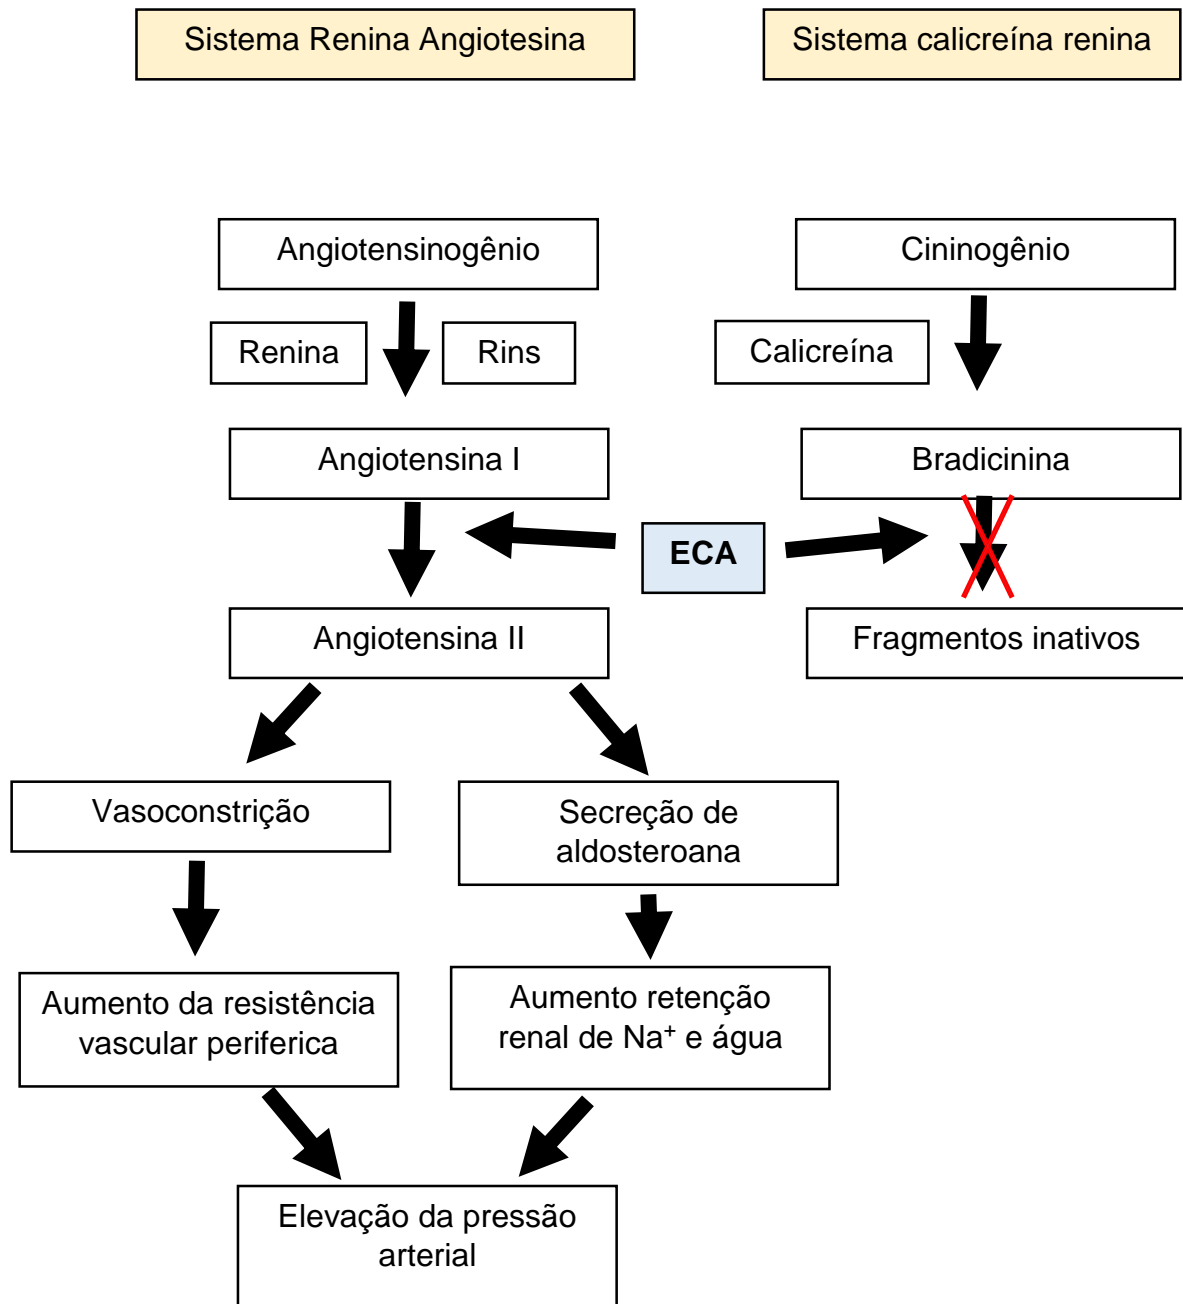 Sistema Renina Angiotesina
Sistema calicreína renina
Angiotensinogênio
Cininogênio
Renina
Rins
Calicreína
Angiotensina I
Bradicinina
ECA
Angiotensina II
Fragmentos inativos
Vasoconstrição
Secreção de
aldosteroana
Aumento da resistência
vascular periferica
Aumento retenção
renal de Na⁺ e água
Elevação da pressão
arterial